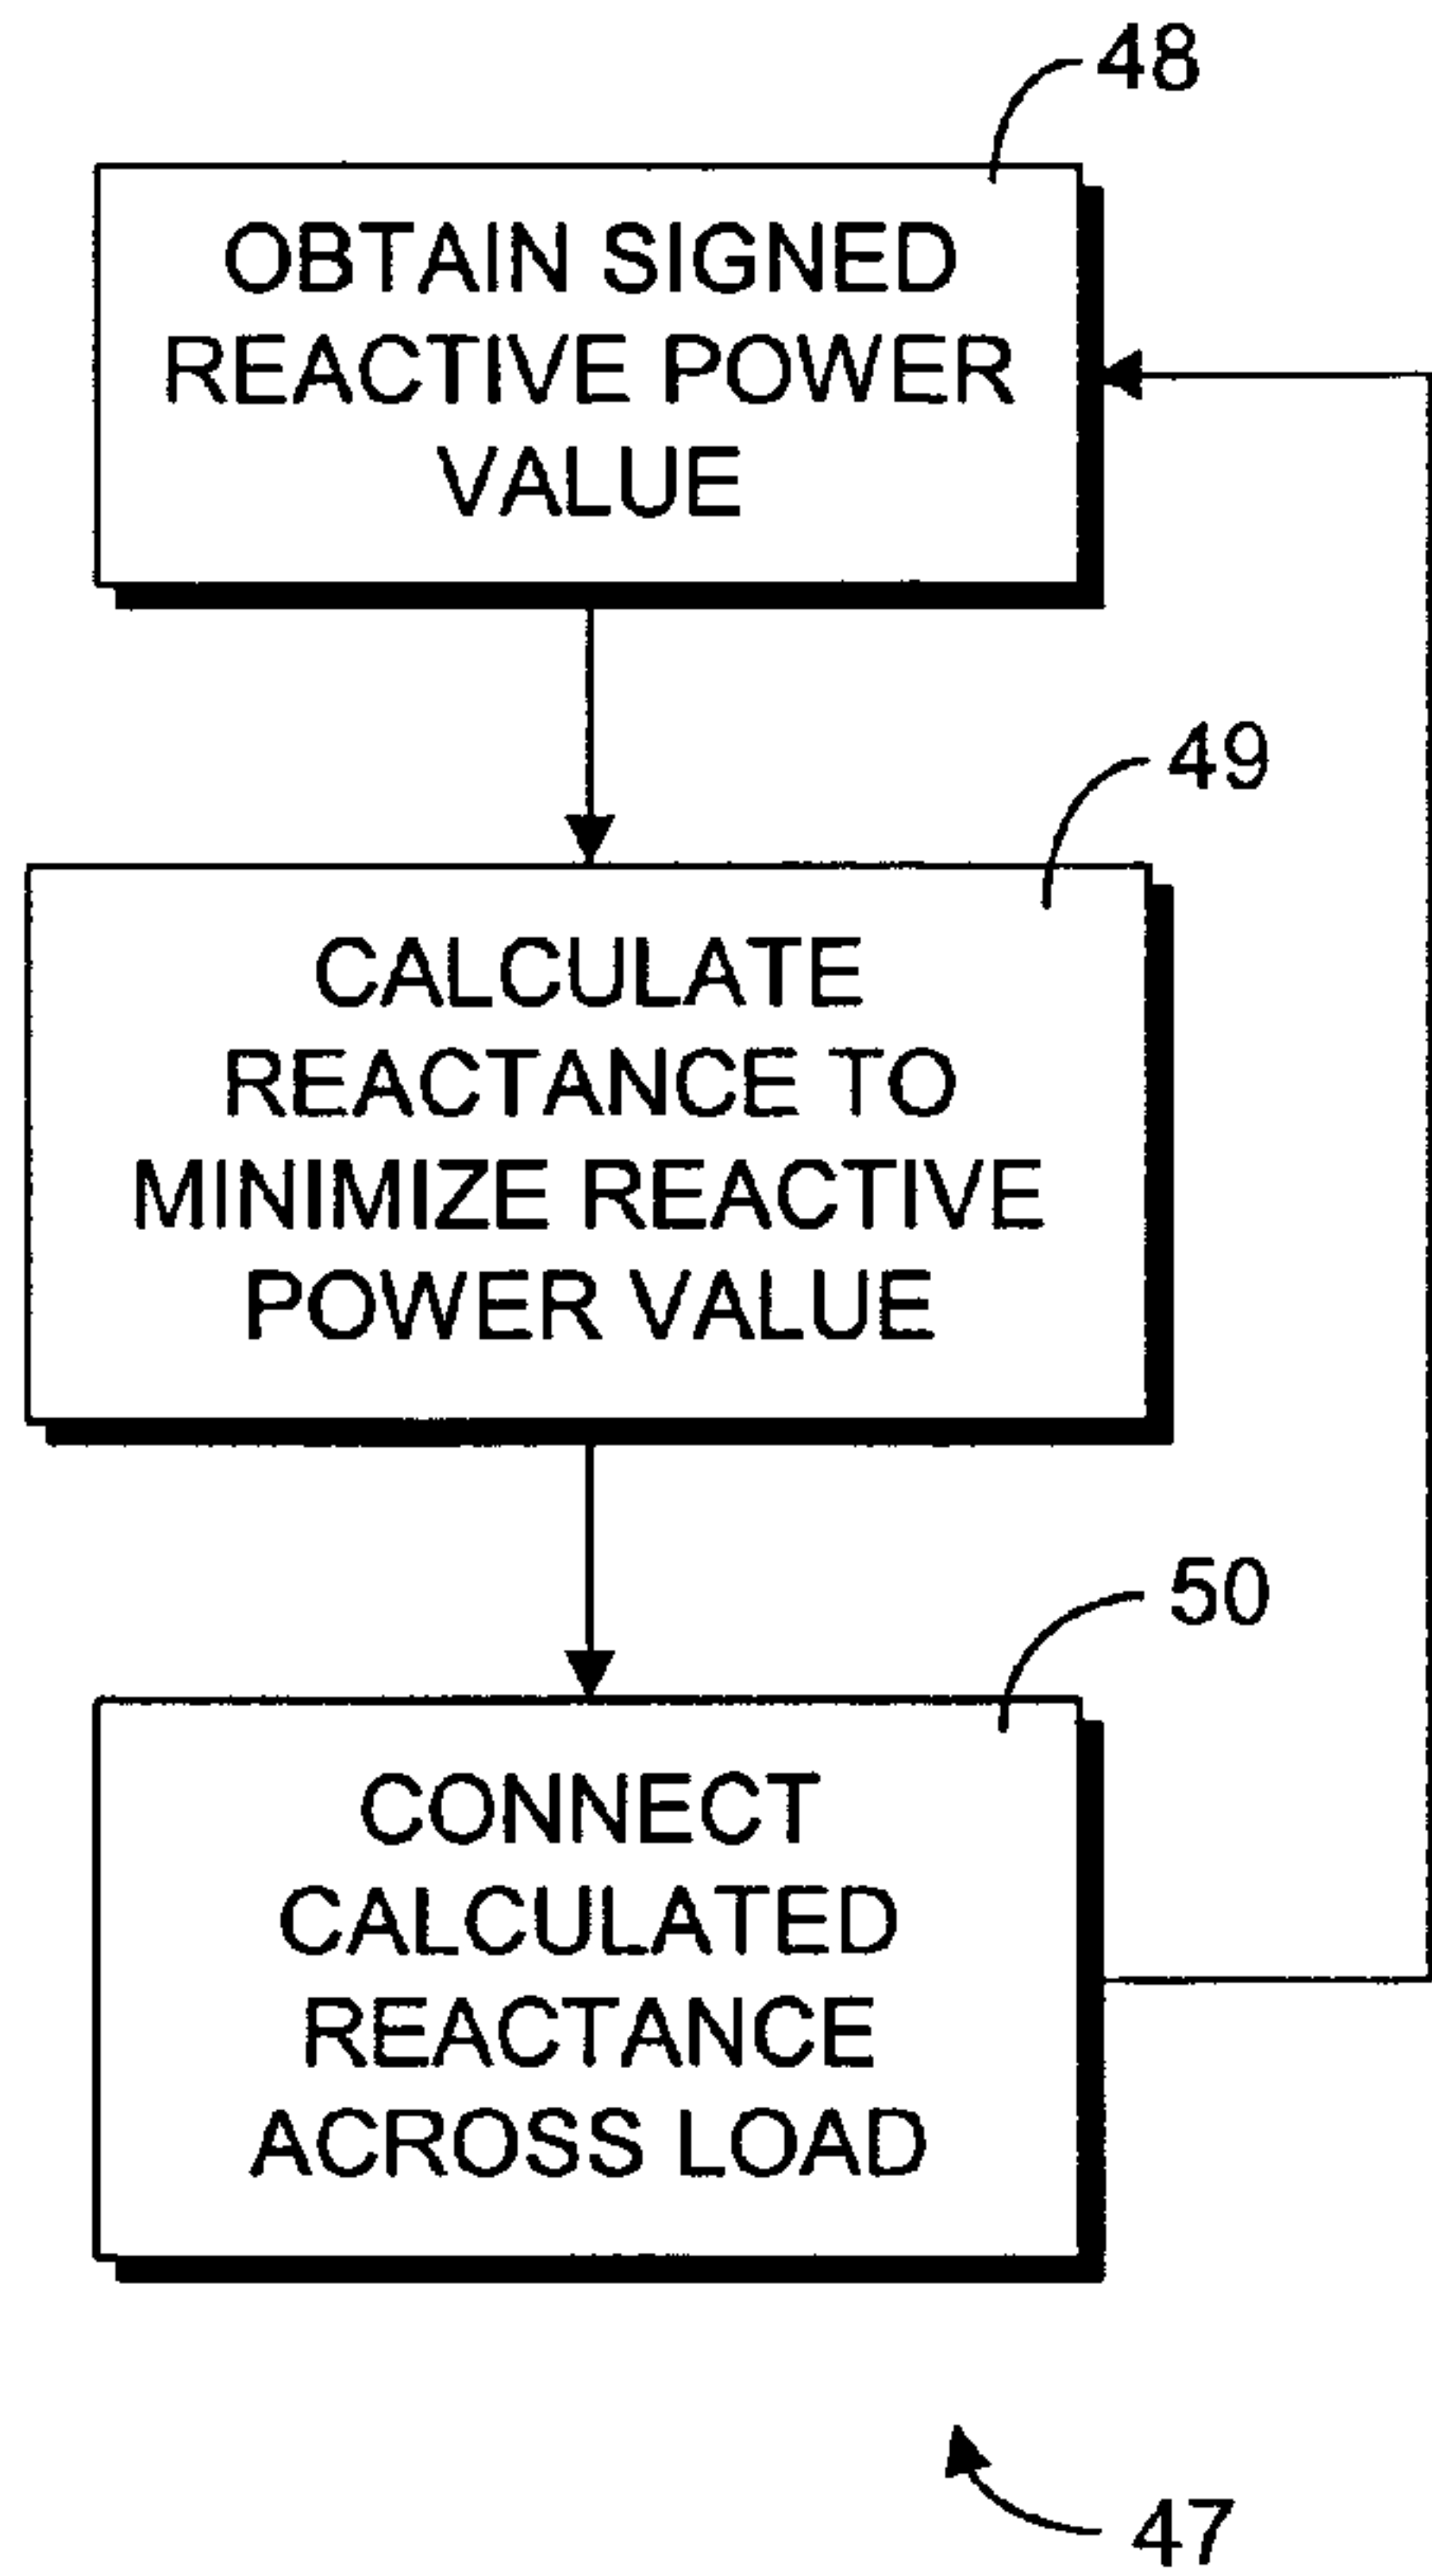 48
OBTAIN SIGNED
REACTIVE POWER
VALUE
49
CALCULATE
REACTANCE TO
MINIMIZE REACTIVE
POWER VALUE
50
CONNECT
CALCULATED
REACTANCE
ACROSS LOAD
47